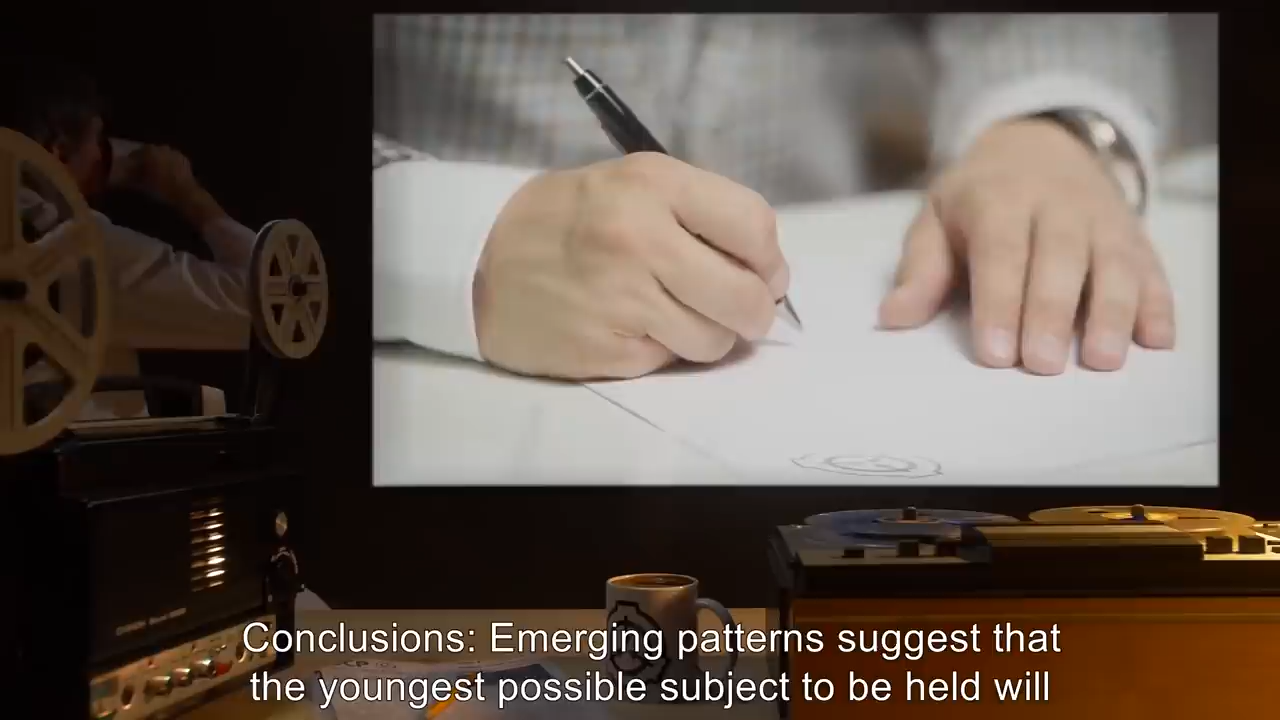 Conclusions: Emerging patterns suggest that
the youngest possible subject to be held will